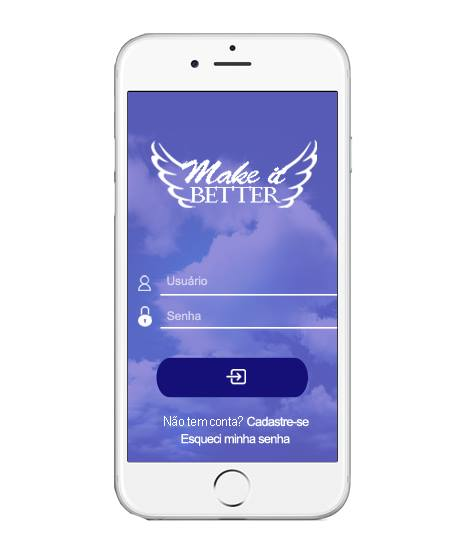 Make it
BETTER
Usuário
Senha
Não tem conta? Cadastre-se
Esqueci minha senha